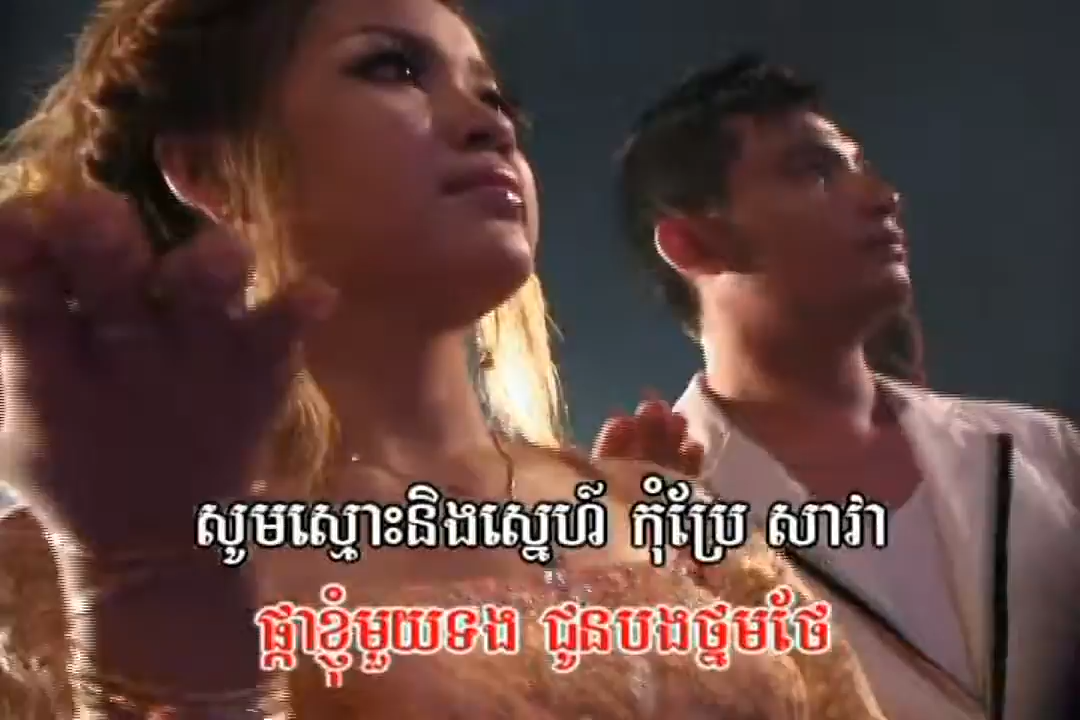 សូមស្មោះនិងស្នេហ៍ កុំប្រែ សាវា
ផ្កាខ្ញុំមួយទង ជូនបងថ្នមថែ